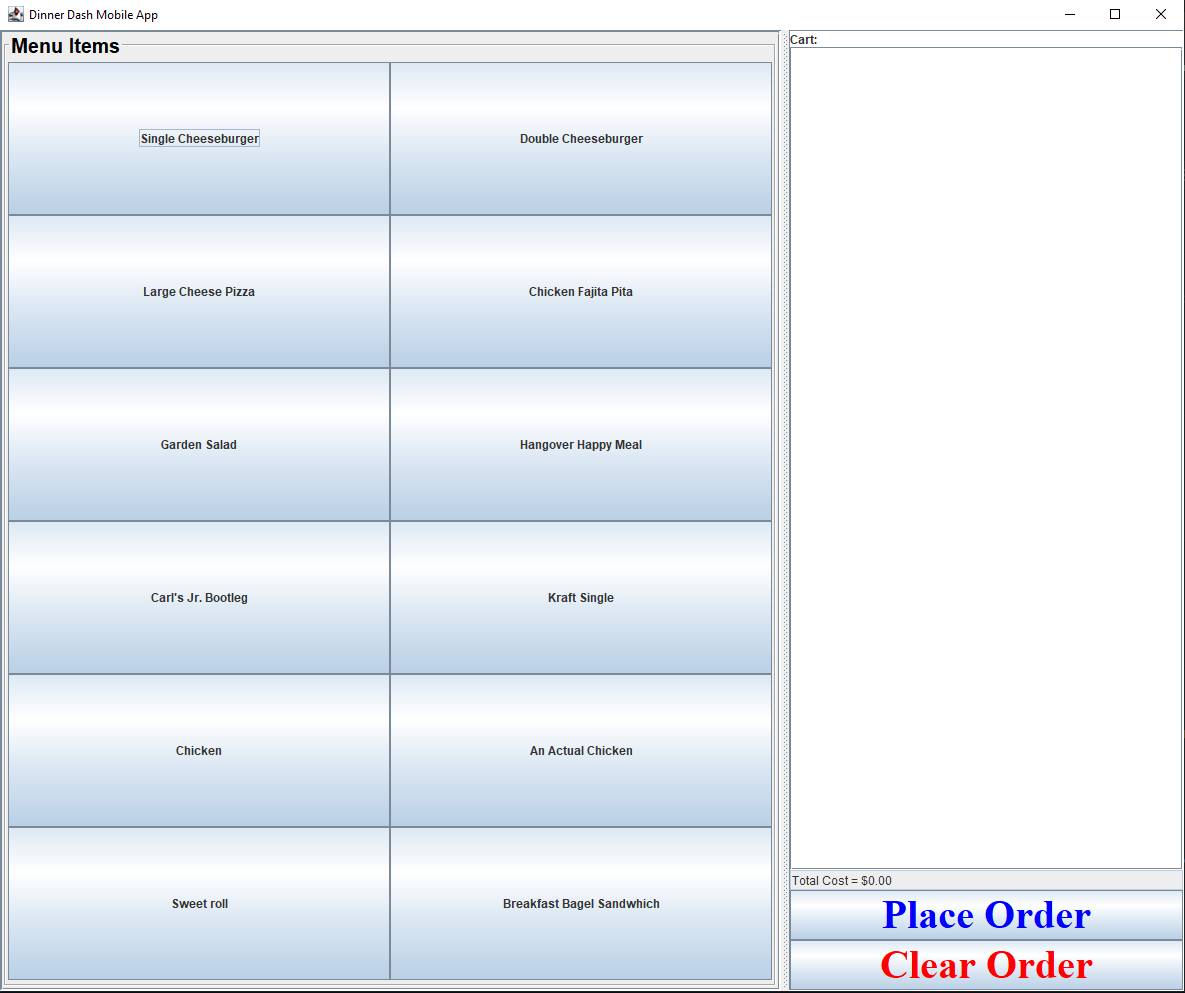 Dinner Dash Mobile App
Menu Items
Single Cheeseburger
Double Cheeseburger
Large Cheese Pizza
Chicken Fajita Pita
Garden Salad
Hangover Happy Meal
Carl's Jr. Bootleg
Kraft Single
Chicken
An Actual Chicken
Sweet roll
Breakfast Bagel Sandwhich
Cart:
Total Cost = $0.00
Place Order
Clear Order